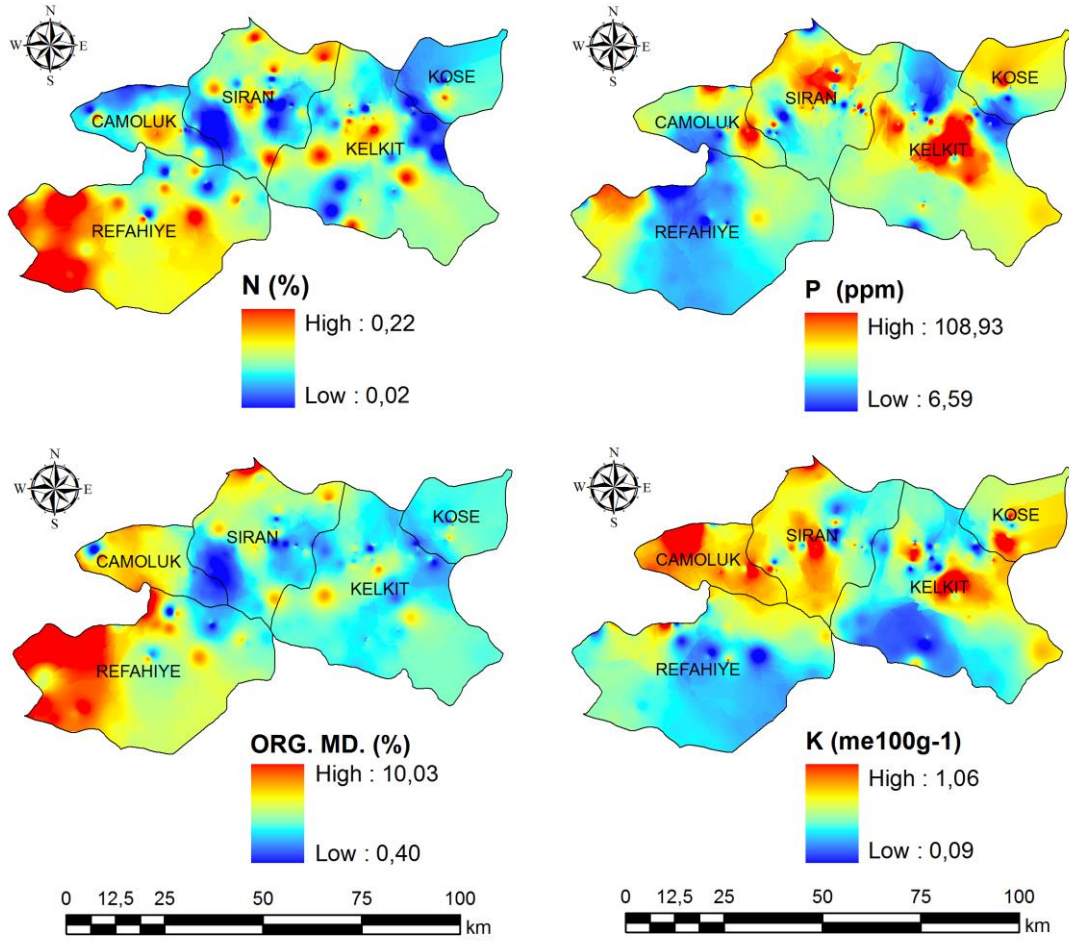 N
W E
S
KOSE
SIRAN
CAMOLUK
KELKIT
REFAHIYE
N (%)
High : 0,22
Low : 0,02
N
W E
S
KOSE
SIRAN
CAMOLUK
KELKIT
REFAHIYE
P (ppm)
High : 108,93
Low : 6,59
N
W E
S
KOSE
SIRAN
CAMOLUK
KELKIT
REFAHIYE
ORG. MD. (%)
High : 10,03
Low : 0,40
0 12,5 25 50 75 100
km
N
W E
S
KOSE
SIRAN
CAMOLUK
KELKIT
REFAHIYE
K (me100g-1)
High : 1,06
Low : 0,09
0 12,5 25 50 75 100
km